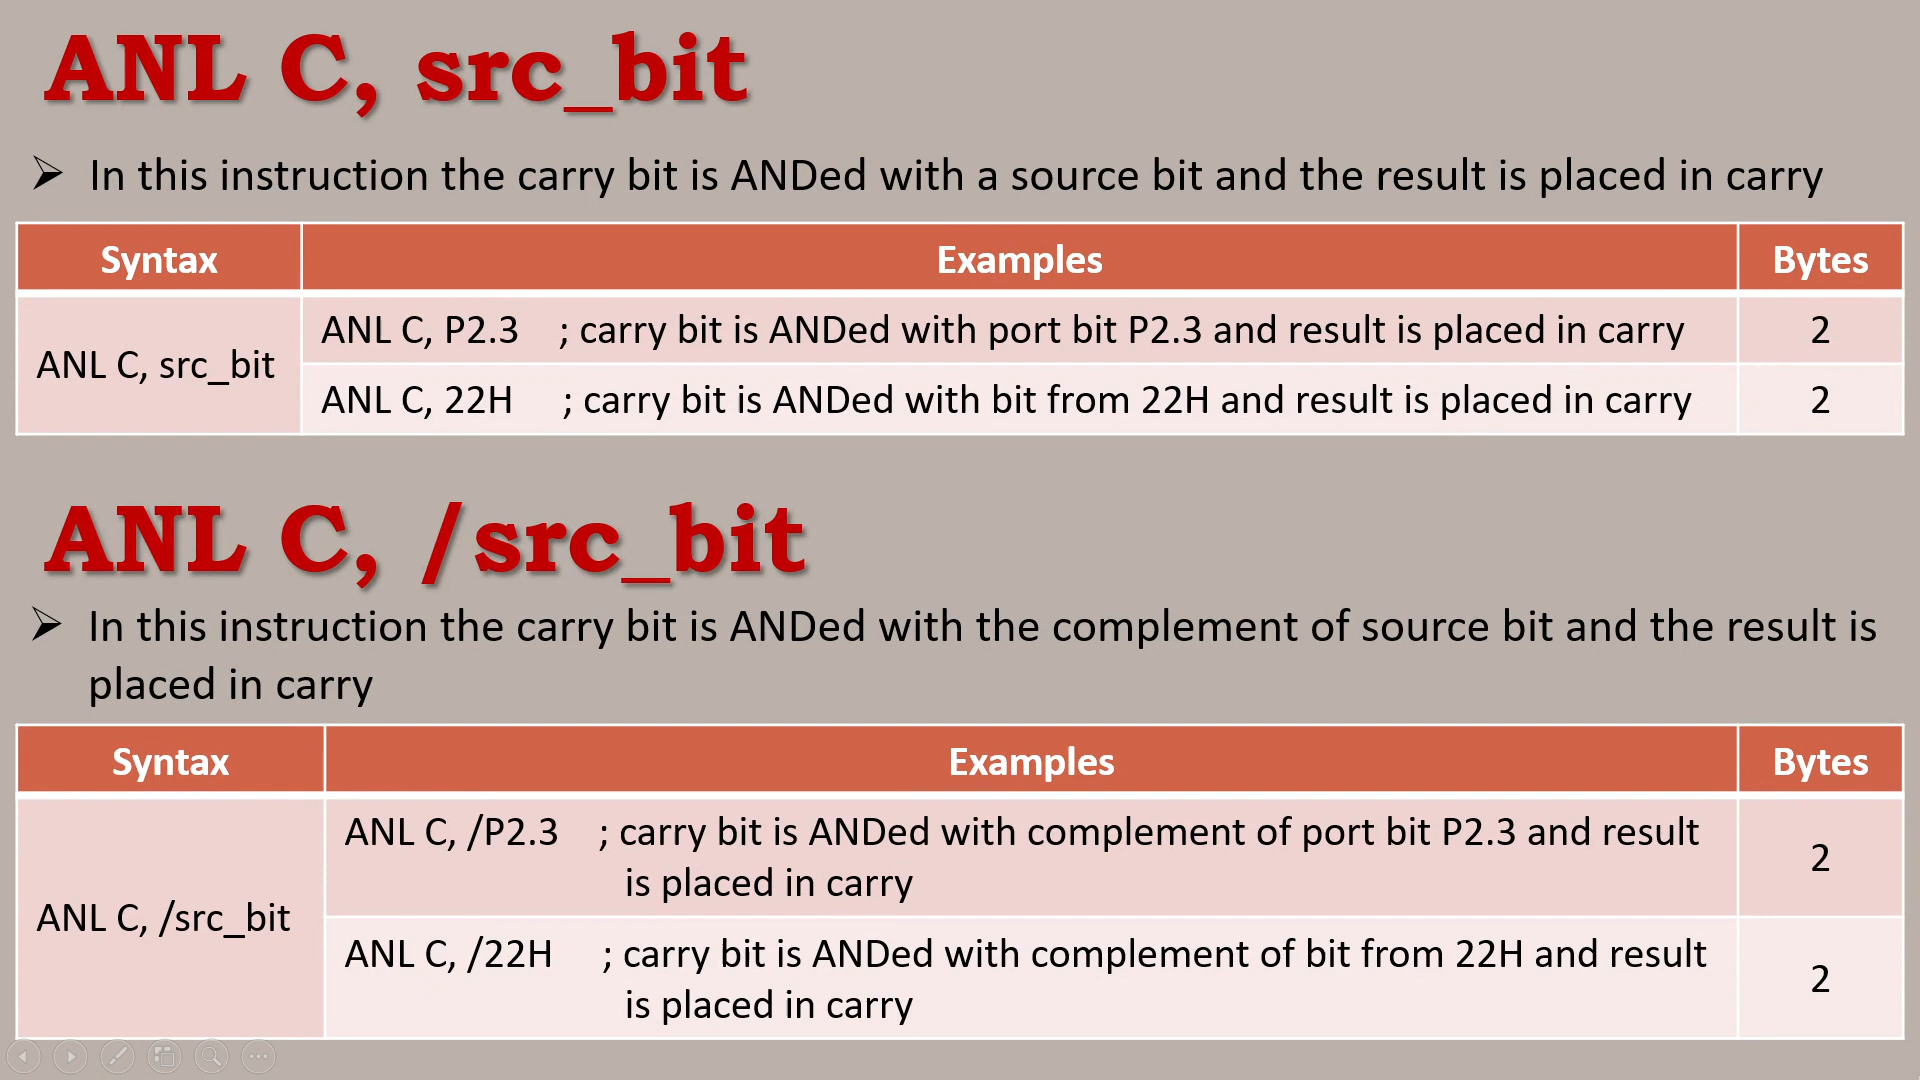 ANL C, src_bit
In this instruction the carry bit is ANDed with a source bit and the result is placed in carry
Syntax Examples Bytes
ANL C, src_bit
ANL C, P2.3 ; carry bit is ANDed with port bit P2.3 and result is placed in carry 2
ANL C, 22H ; carry bit is ANDed with bit from 22H and result is placed in carry 2
ANL C, /src_bit
In this instruction the carry bit is ANDed with the complement of source bit and the result is
placed in carry
Syntax Examples Bytes
ANL C, /src_bit
ANL C, /P2.3 ; carry bit is ANDed with complement of port bit P2.3 and result
is placed in carry
2
ANL C, /22H ; carry bit is ANDed with complement of bit from 22H and result
is placed in carry
2